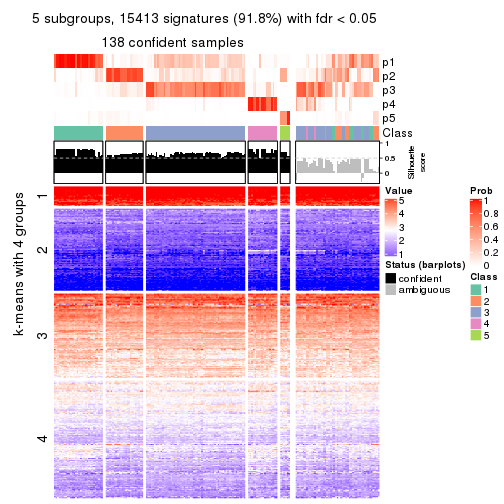 5 subgroups, 15413 signatures (91.8%) with fdr < 0.05
138 confident samples
p1
p2
p3
p4
p5
Class
1
0.5
0
Silhouette
score
k-means with 4 groups
1
2
3
4
Value
5
4
3
2
1
Status (barplots)
confident
ambiguous
Prob
1
0.8
0.6
0.4
0.2
0
Class
1
2
3
4
5